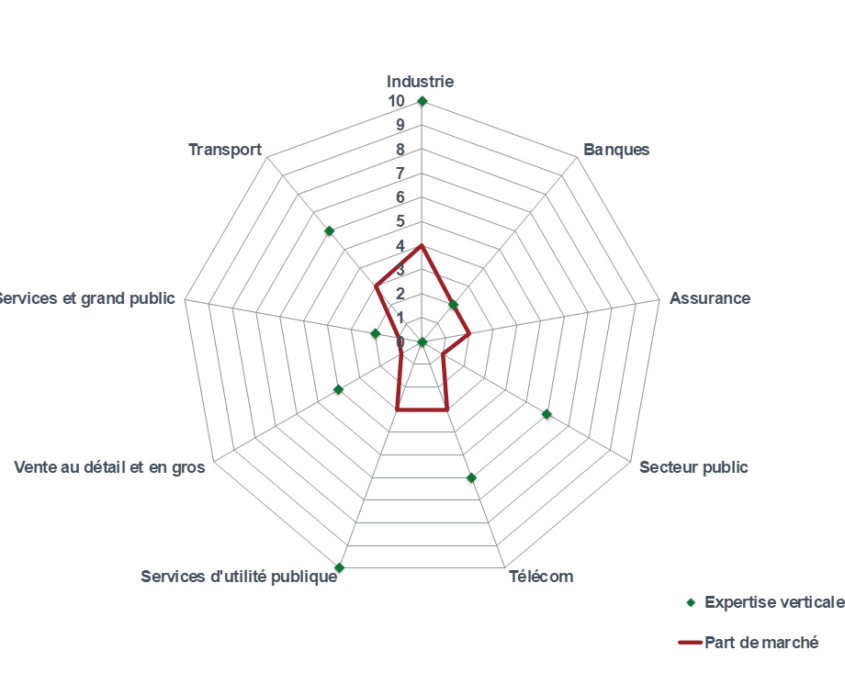 Industrie
10
9
8
7
6
5
4
3
2
1
0
Transport
Banques
Services et grand public
Assurance
Vente au détail et en gros
Secteur public
Services d'utilité publique
Télécom
Expertise verticale
Part de marché